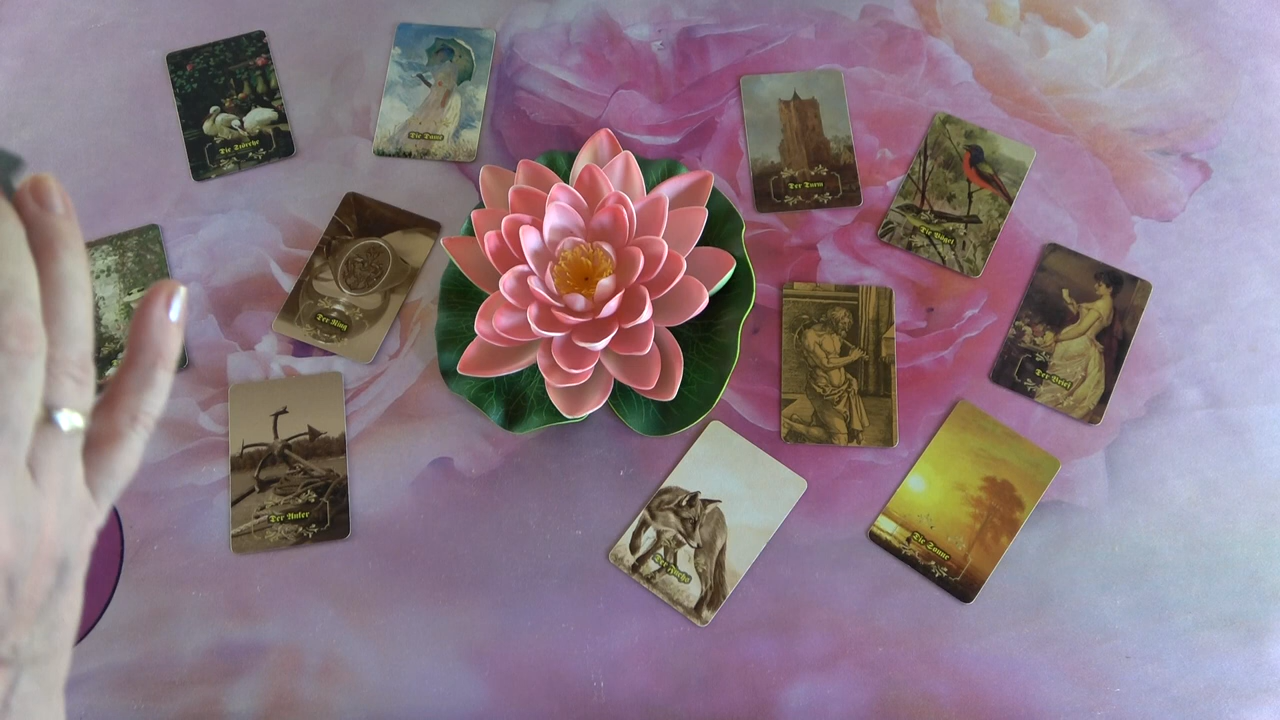 Die Störche
Die Dame
Der Turm
Die Vögel
Der Ring
Der Brief
Der Anker
Der Fuchs
Die Sonne